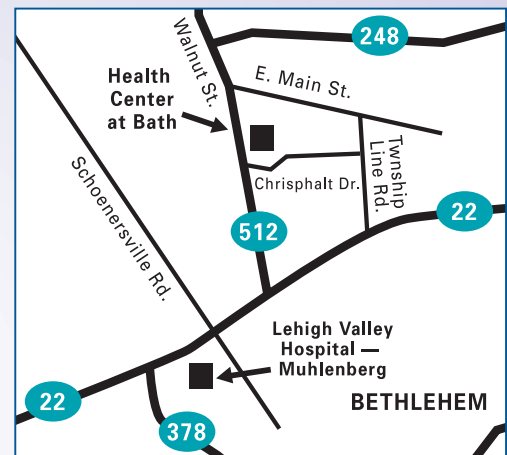 248
Walnut St.
Health
Center
at Bath
E. Main St.
Twnship
Line Rd.
Chrisphalt Dr.
Schoenersville Rd.
22
512
Lehigh Valley
Hospital —
Muhlenberg
BETHLEHEM
22
378